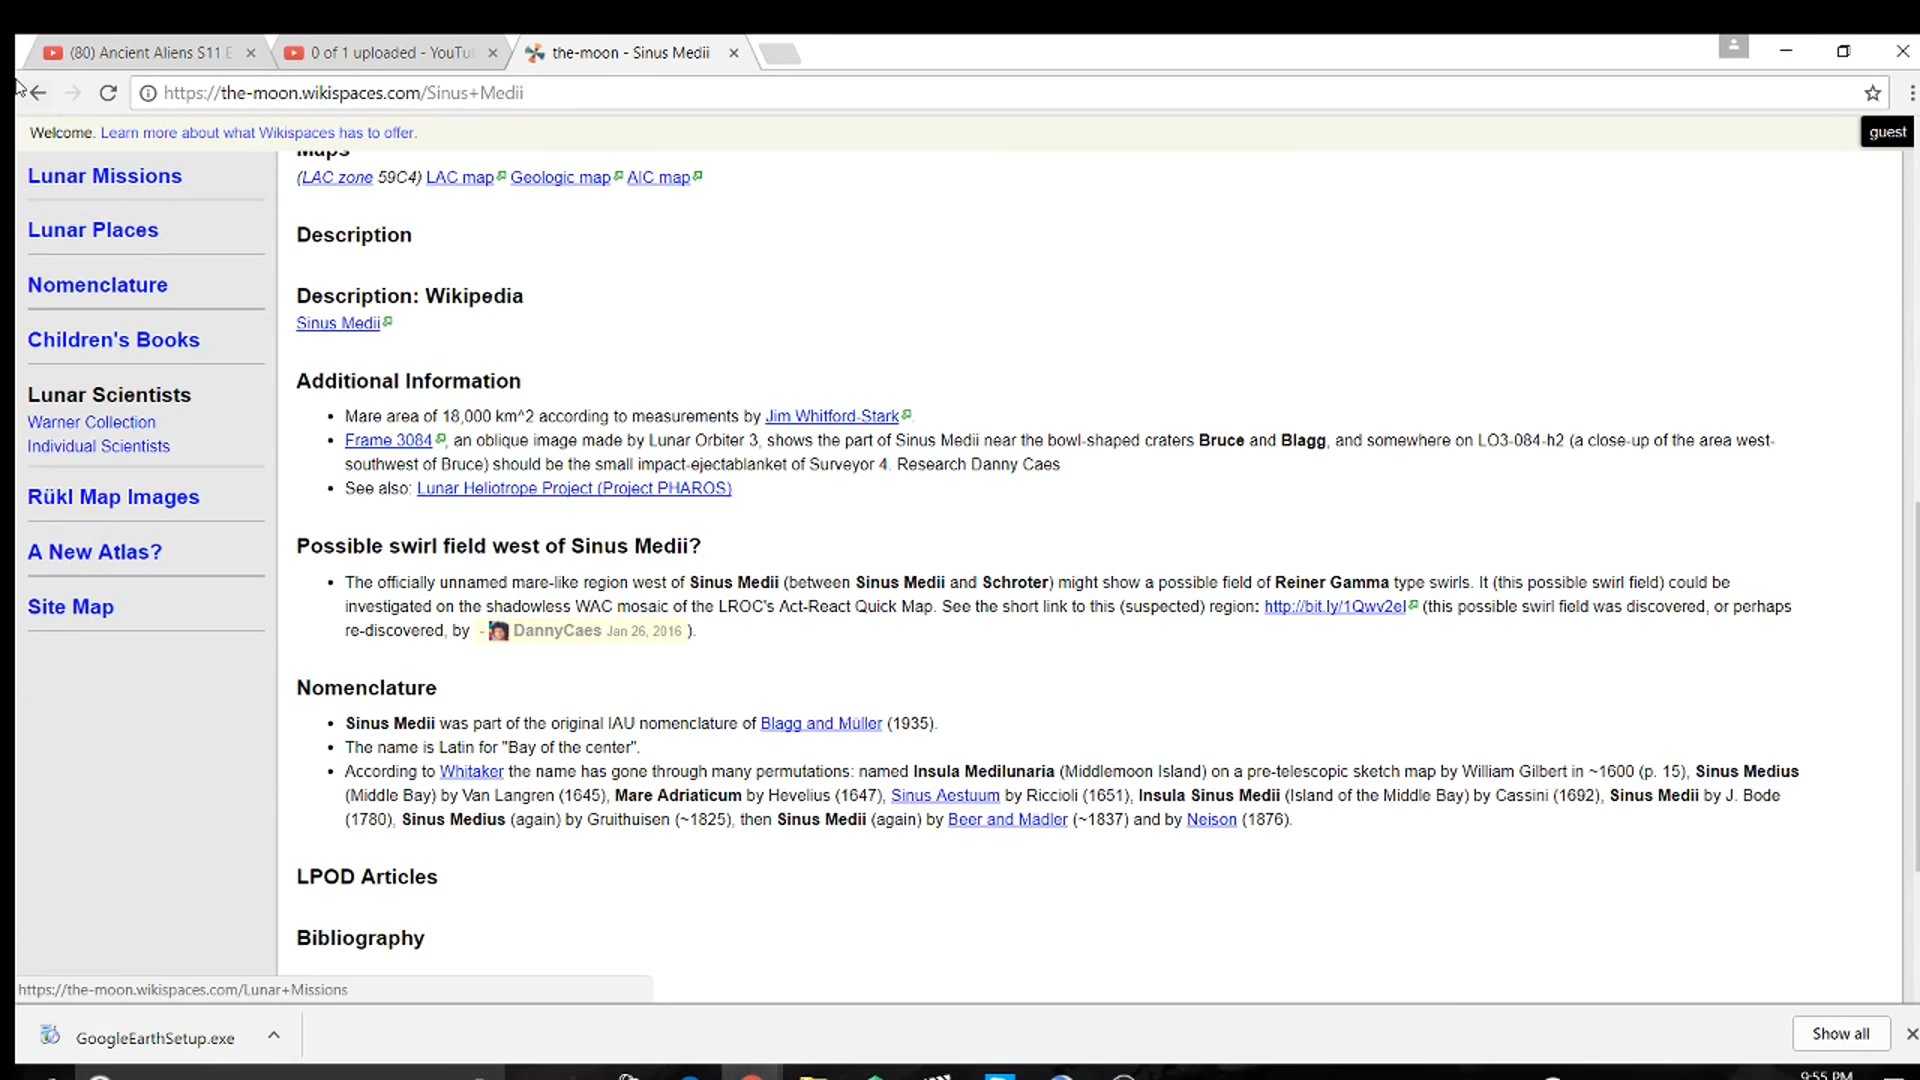 (80) Ancient Aliens S11 E
0 of 1 uploaded - YouTu
the-moon - Sinus Medii
https://the-moon.wikispaces.com/Sinus+Medii
Welcome. Learn more about what Wikispaces has to offer.
guest
Lunar Missions
Lunar Places
Nomenclature
Children's Books
Lunar Scientists
Warner Collection
Individual Scientists
Rükl Map Images
A New Atlas?
Site Map
Maps
(LAC zone 59C4) LAC map Geologic map AIC map
Description
Description: Wikipedia
Sinus Medii
Additional Information
• Mare area of 18,000 km^2 according to measurements by Jim Whitford-Stark.
• Frame 3084, an oblique image made by Lunar Orbiter 3, shows the part of Sinus Medii near the bowl-shaped craters Bruce and Blagg, and somewhere on LO3-084-h2 (a close-up of the area west-
southwest of Bruce) should be the small impact-ejectablanket of Surveyor 4. Research Danny Caes
• See also: Lunar Heliotrope Project (Project PHAROS)
Possible swirl field west of Sinus Medii?
• The officially unnamed mare-like region west of Sinus Medii (between Sinus Medii and Schroter) might show a possible field of Reiner Gamma type swirls. It (this possible swirl field) could be
investigated on the shadowless WAC mosaic of the LROC's Act-React Quick Map. See the short link to this (suspected) region: http://bit.ly/1Qwv2eI (this possible swirl field was discovered, or perhaps
re-discovered, by - DannyCaes Jan 26, 2016 ).
Nomenclature
• Sinus Medii was part of the original IAU nomenclature of Blagg and Müller (1935).
• The name is Latin for "Bay of the center".
• According to Whitaker the name has gone through many permutations: named Insula Medilunaria (Middlemoon Island) on a pre-telescopic sketch map by William Gilbert in ~1600 (p. 15), Sinus Medius
(Middle Bay) by Van Langren (1645), Mare Adriaticum by Hevelius (1647), Sinus Aestuum by Riccioli (1651), Insula Sinus Medii (Island of the Middle Bay) by Cassini (1692), Sinus Medii by J. Bode
(1780), Sinus Medius (again) by Gruithuisen (~1825), then Sinus Medii (again) by Beer and Madler (~1837) and by Neison (1876).
LPOD Articles
Bibliography
https://the-moon.wikispaces.com/Lunar+Missions
GoogleEarthSetup.exe
Show all
9:55 PM